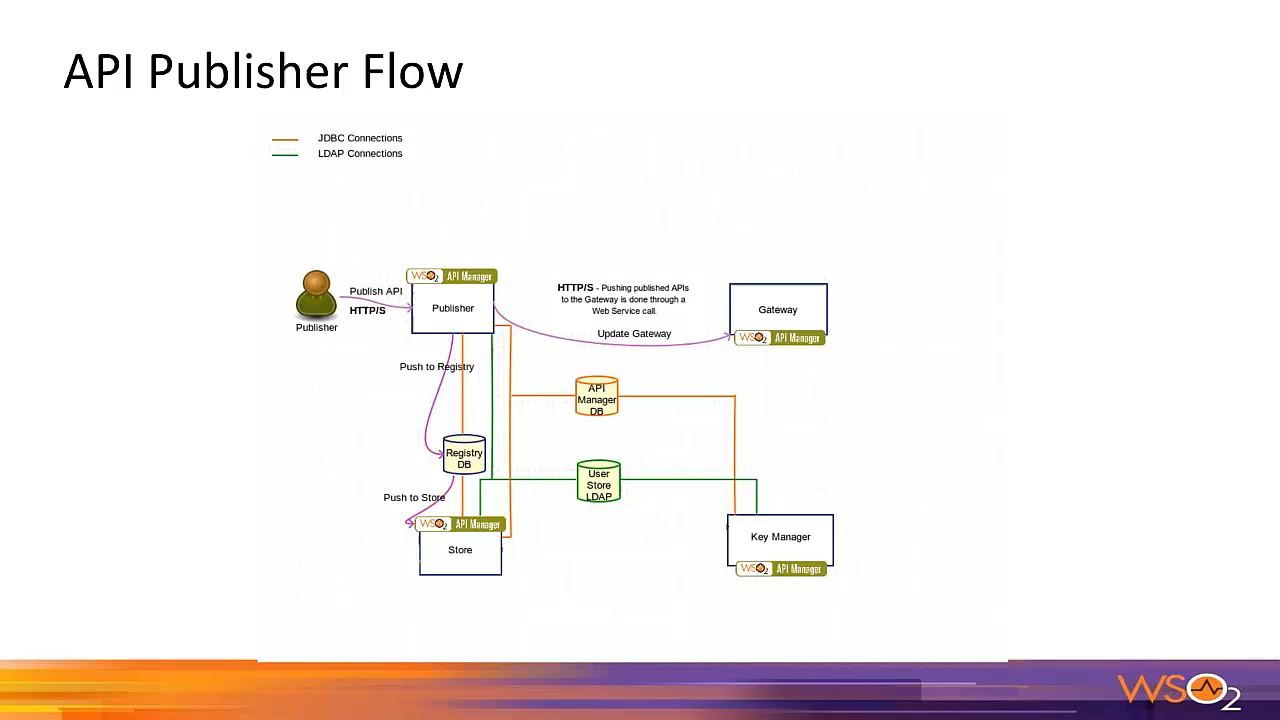 API Publisher Flow
JDBC Connections
LDAP Connections
WSO2 API Manager
Publish API
HTTP/S
Publisher
Publisher
HTTP/S - Pushing published APIs
to the Gateway is done through a
Web Service call.
Update Gateway
Gateway
WSO2 API Manager
Push to Registry
API
Manager
DB
Registry
DB
User
Store
LDAP
Push to Store
WSO2 API Manager
Store
Key Manager
WSO2 API Manager
WSO2